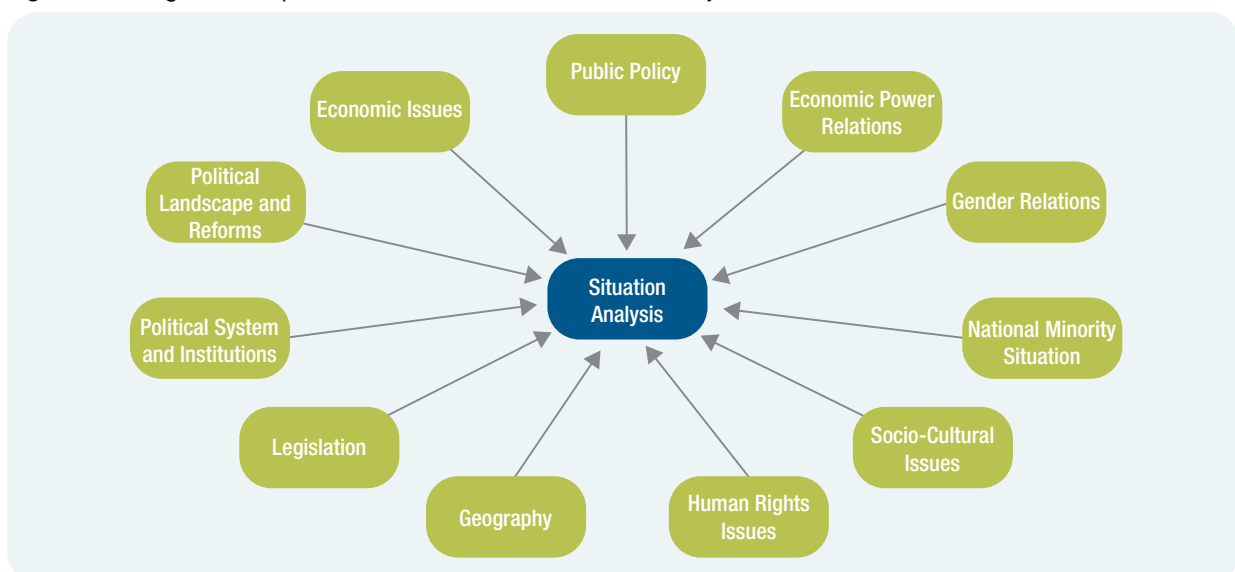 Public Policy
Economic Issues
Economic Power
Relations
Political
Landscape and
Reforms
Gender Relations
Situation
Analysis
Political System
and Institutions
National Minority
Situation
Legislation
Socio-Cultural
Issues
Geography
Human Rights
Issues